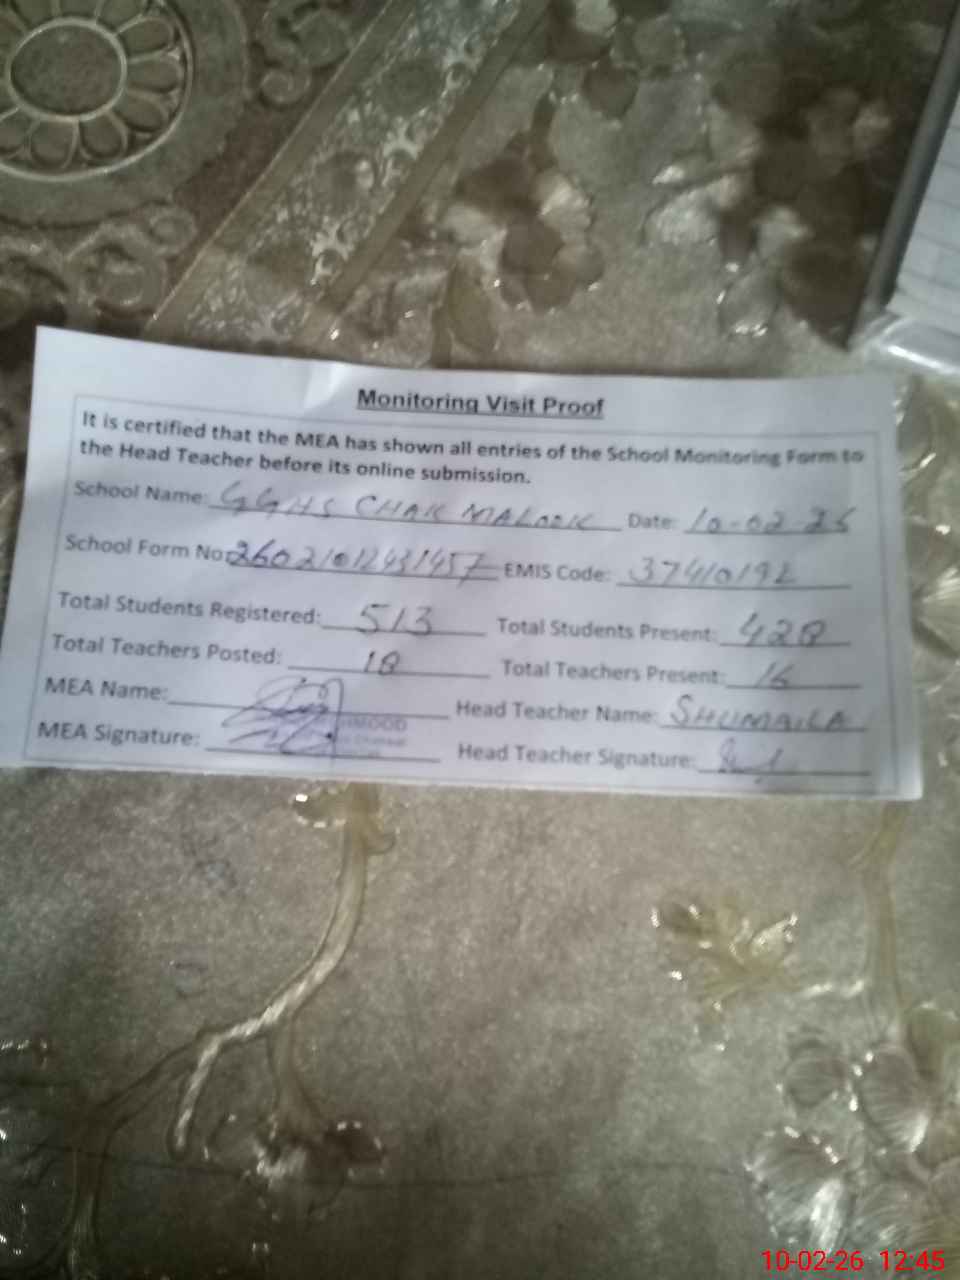 Monitoring Visit Proof
It is certified that the MEA has shown all entries of the School Monitoring Form to
the Head Teacher before its online submission.
School Name: GGHS CHAK MALOOK Date: 10-02-26
School Form No: EMIS Code:
Total Students Registered: 513 Total Students Present: 428
Total Teachers Posted: 18 Total Teachers Present: 16
MEA Name: Head Teacher Name: SHUMAILA
MEA Signature: Head Teacher Signature:
10-02-26 12:45